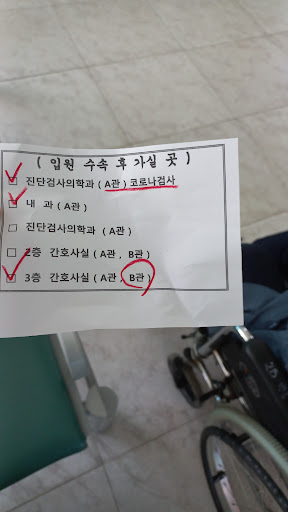 ( 입원 수속 후 가실 곳 )
☑ 진단검사의학과 ( A관 ) 코로나검사
☑ 내 과 ( A관 )
☐ 진단검사의학과 ( A관 )
☐ 2층 간호사실 ( A관 , B관 )
☑ 3층 간호사실 ( A관 , B관 )